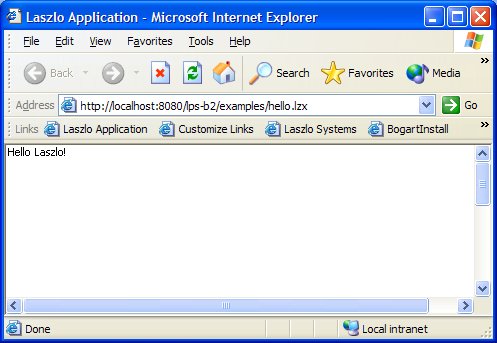 Laszlo Application - Microsoft Internet Explorer
File Edit View Favorites Tools Help
Back Search Favorites Media
Address http://localhost:8080/lps-b2/examples/hello.lzx Go
Links Laszlo Application Customize Links Laszlo Systems BogartInstall
Hello Laszlo!
Done Local intranet